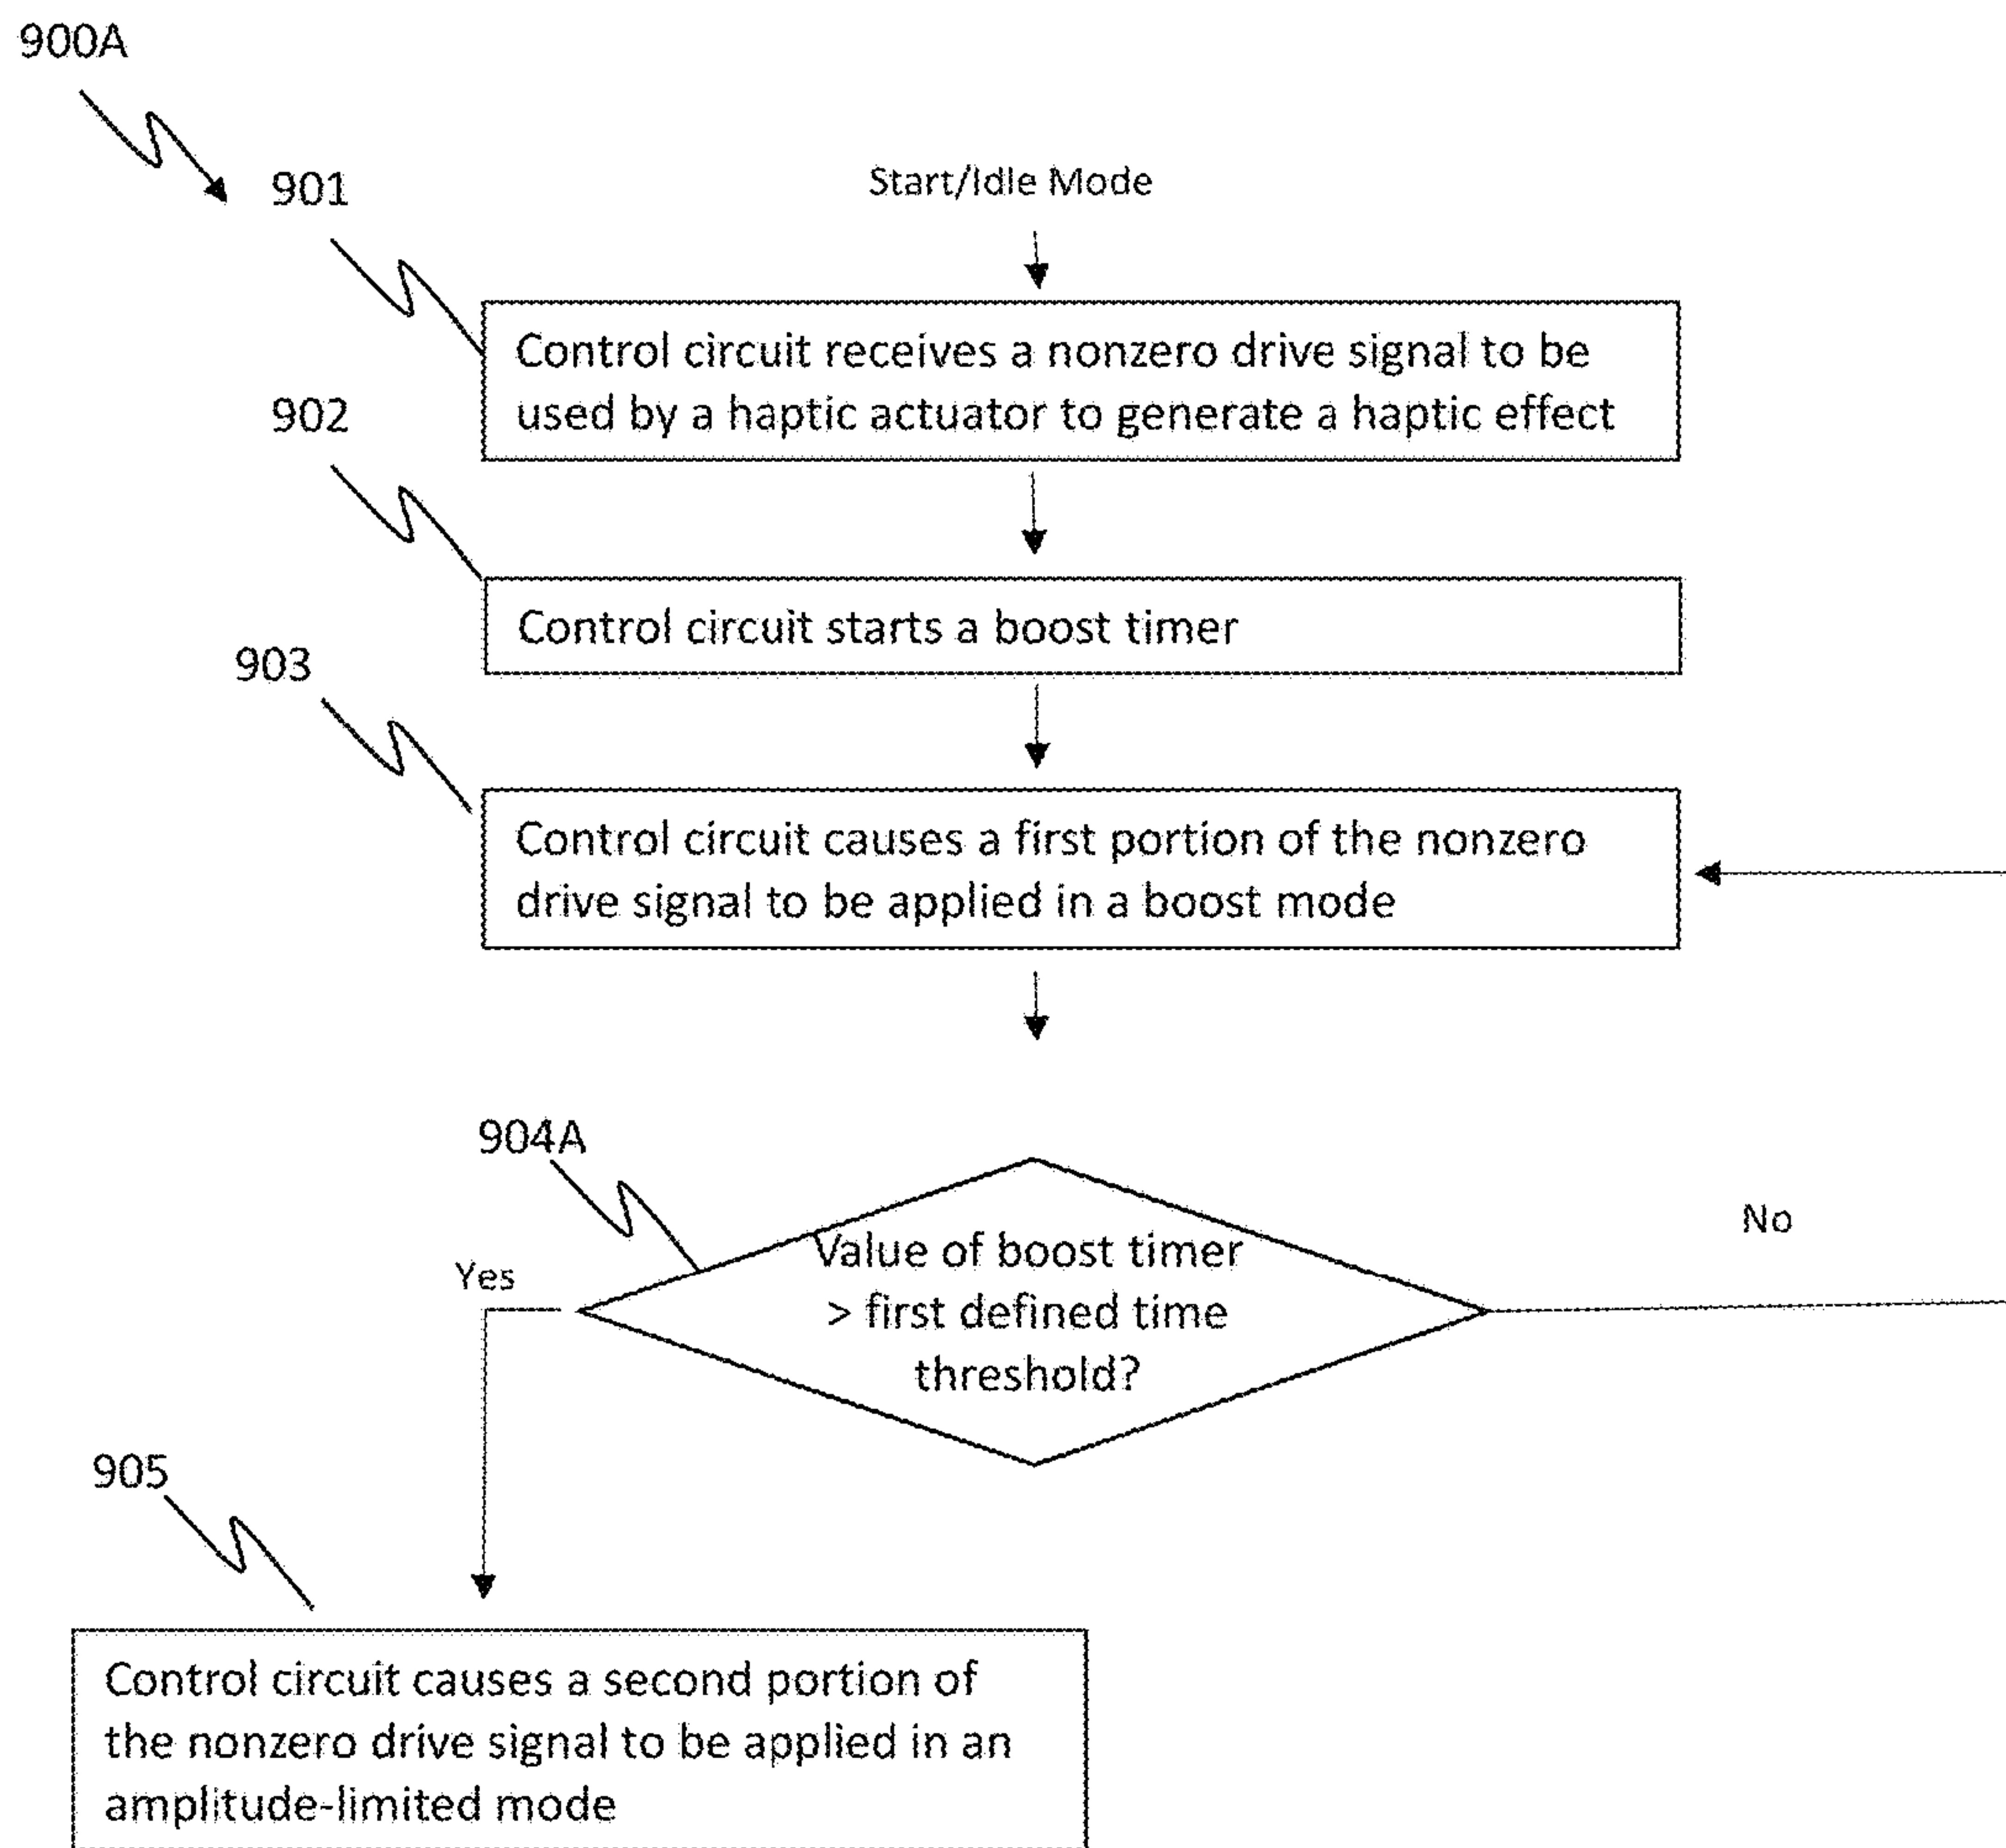 900A
901
Start/Idle Mode
Control circuit receives a nonzero drive signal to be
used by a haptic actuator to generate a haptic effect
902
Control circuit starts a boost timer
903
Control circuit causes a first portion of the nonzero
drive signal to be applied in a boost mode
904A
Value of boost timer
> first defined time
threshold?
Yes
No
905
Control circuit causes a second portion of
the nonzero drive signal to be applied in an
amplitude-limited mode